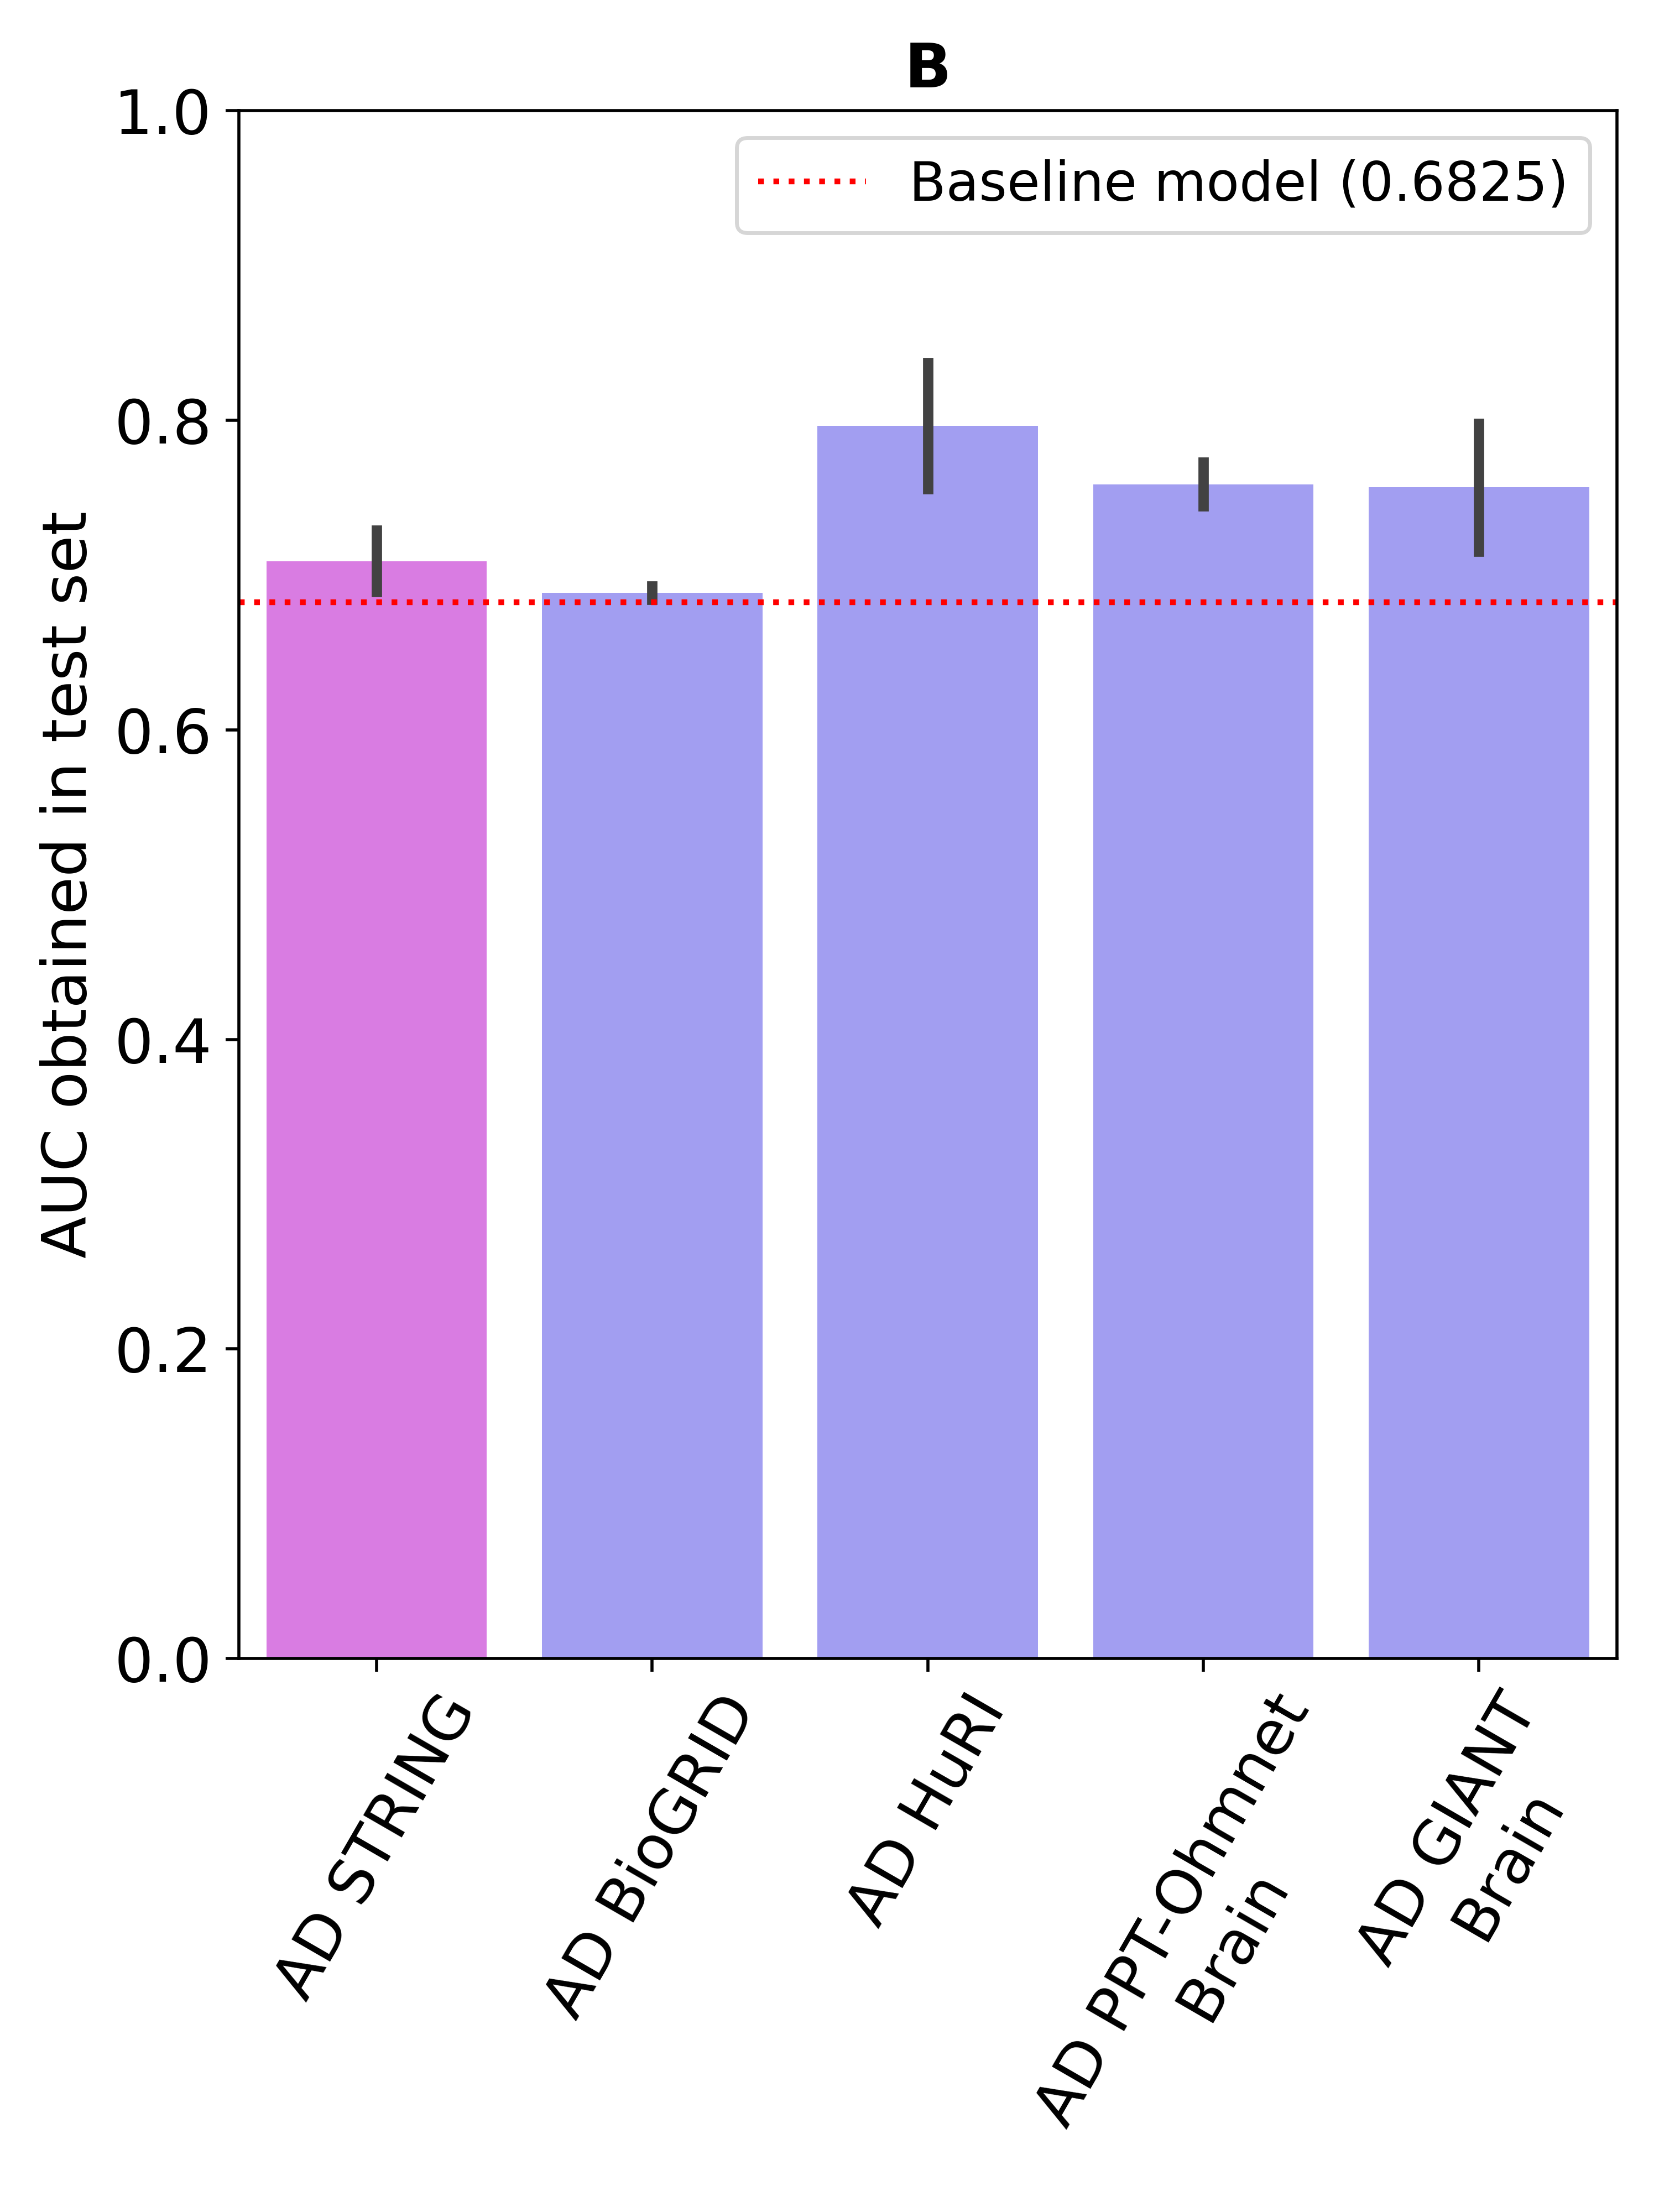 B
1.0
Baseline model (0.6825)
0.8
0.6
0.4
0.2
0.0
AUC obtained in test set
AD STRING
AD BioGRID
AD HuRI
AD PPT-Ohmnet
Brain
AD GIANT
Brain